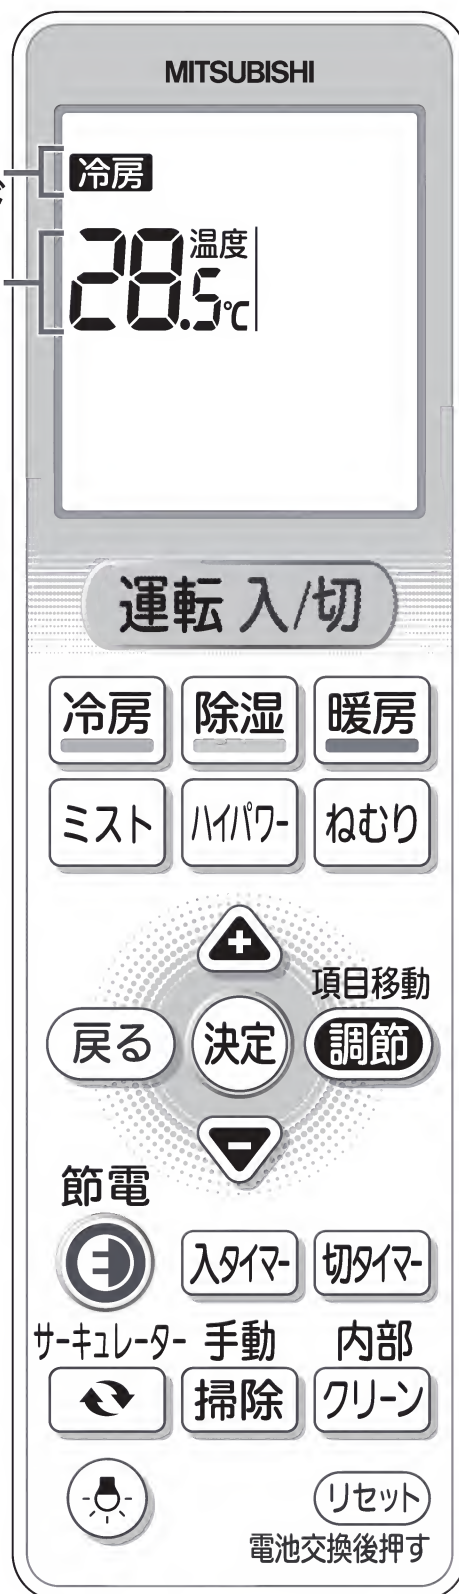 MITSUBISHI
冷房
28.5℃ 温度
運転 入/切
冷房 除湿 暖房
ミスト ハイパワー ねむり
項目移動
戻る 決定 調節
節電
入タイマー 切タイマー
サーキュレーター 手動 内部
掃除 クリーン
リセット
電池交換後押す